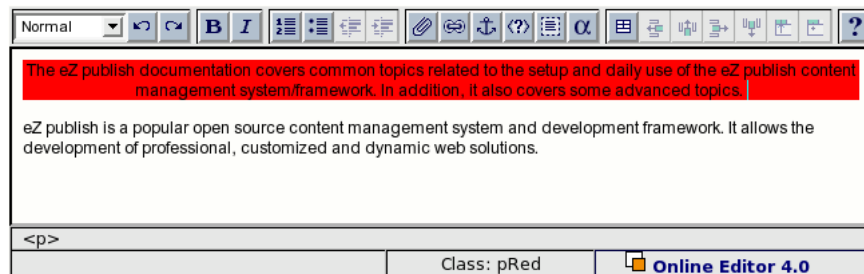 Normal B I α ?
The eZ publish documentation covers common topics related to the setup and daily use of the eZ publish content
management system/framework. In addition, it also covers some advanced topics.
eZ publish is a popular open source content management system and development framework. It allows the
development of professional, customized and dynamic web solutions.
<p>
Class: pRed Online Editor 4.0